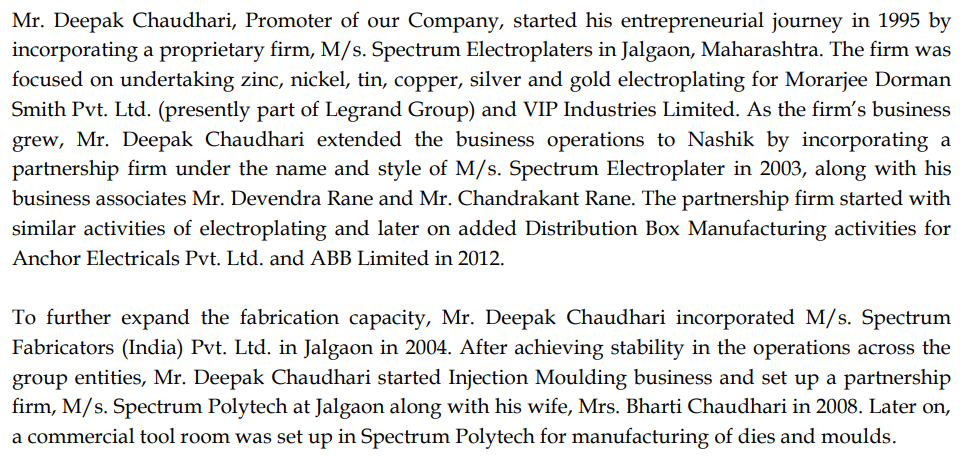 Mr. Deepak Chaudhari, Promoter of our Company, started his entrepreneurial journey in 1995 by
incorporating a proprietary firm, M/s. Spectrum Electroplaters in Jalgaon, Maharashtra. The firm was
focused on undertaking zinc, nickel, tin, copper, silver and gold electroplating for Morarjee Dorman
Smith Pvt. Ltd. (presently part of Legrand Group) and VIP Industries Limited. As the firm's business
grew, Mr. Deepak Chaudhari extended the business operations to Nashik by incorporating a
partnership firm under the name and style of M/s. Spectrum Electroplater in 2003, along with his
business associates Mr. Devendra Rane and Mr. Chandrakant Rane. The partnership firm started with
similar activities of electroplating and later on added Distribution Box Manufacturing activities for
Anchor Electricals Pvt. Ltd. and ABB Limited in 2012.
To further expand the fabrication capacity, Mr. Deepak Chaudhari incorporated M/s. Spectrum
Fabricators (India) Pvt. Ltd. in Jalgaon in 2004. After achieving stability in the operations across the
group entities, Mr. Deepak Chaudhari started Injection Moulding business and set up a partnership
firm, M/s. Spectrum Polytech at Jalgaon along with his wife, Mrs. Bharti Chaudhari in 2008. Later on,
a commercial tool room was set up in Spectrum Polytech for manufacturing of dies and moulds.